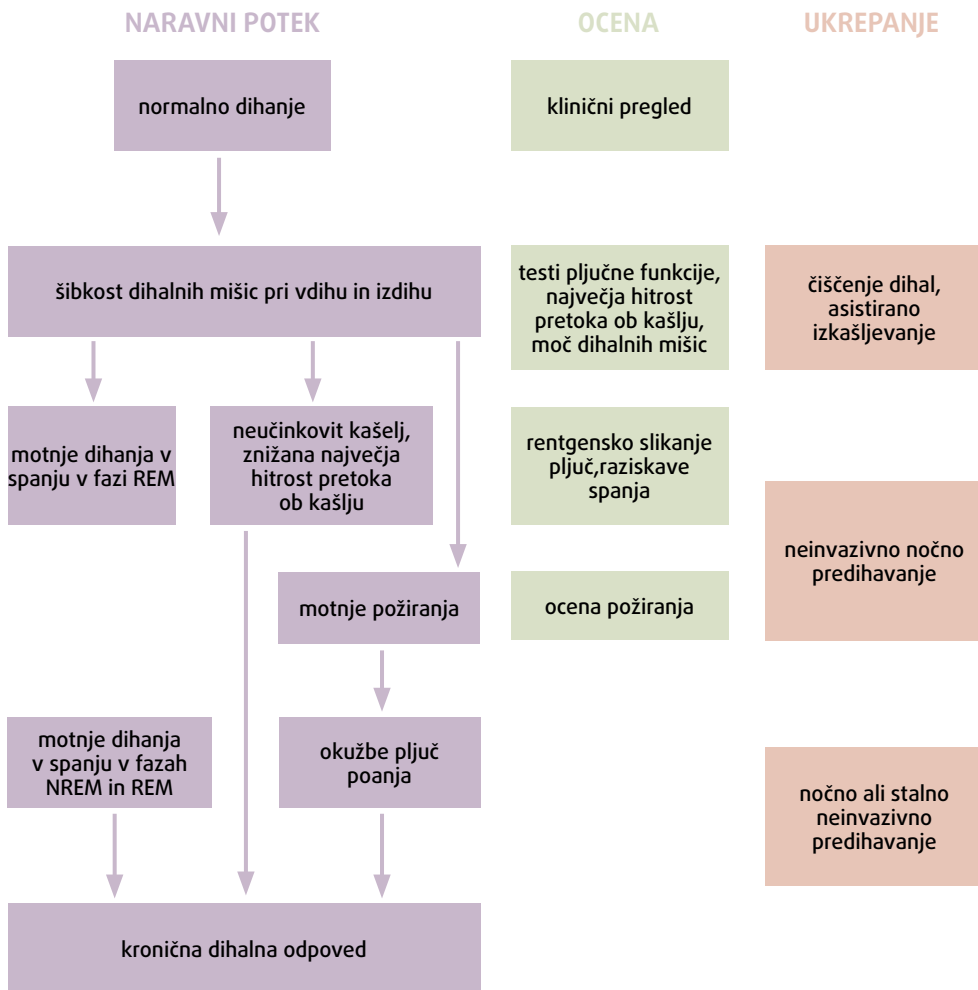 NARAVNI POTEK
OCENA
UKREPANJE
normalno dihanje
klinični pregled
šibkost dihalnih mišic pri vdihu in izdihu
testi pljučne funkcije,
največja hitrost
pretoka ob kašlju,
moč dihalnih mišic
čiščenje dihal,
asistirano
izkašljevanje
motnje dihanja v
spanju v fazi REM
neučinkovit kašelj,
znižana največja
hitrost pretoka
ob kašlju
rentgensko slikanje
pljuč,raziskave
spanja
neinvazivno nočno
predihavanje
motnje požiranja
ocena požiranja
motnje dihanja
v spanju v fazah
NREM in REM
okužbe pljuč
poanja
nočno ali stalno
neinvazivno
predihavanje
kronična dihalna odpoved